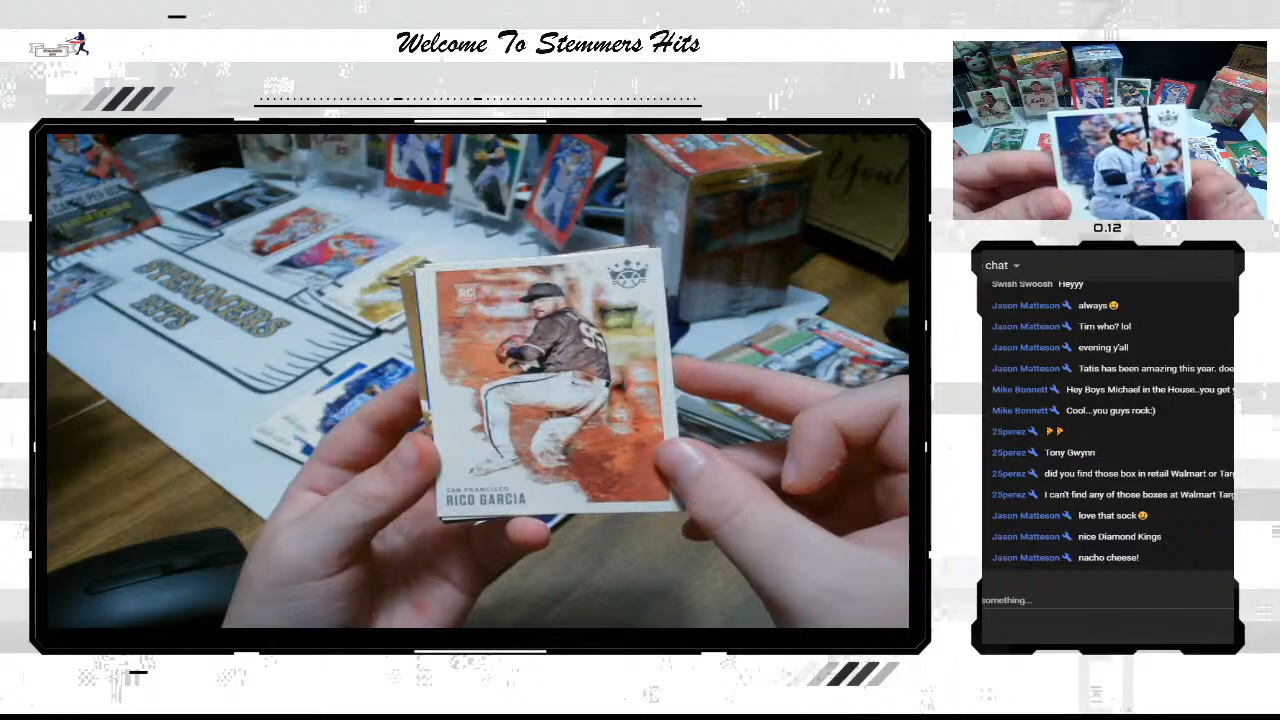 Welcome To Stemmers Hits
You!
STEMMERS
HITS
RC
SAN FRANCISCO
RICO GARCIA
0.12
chat
Swish Swoosh Heyyy
Jason Matteson always
Jason Matteson Tim who? lol
Jason Matteson evening y'all
Jason Matteson Tatis has been amazing this year. doe
Mike Bonnett Hey Boys Michael in the House..you get
Mike Bonnett Cool...you guys rock:)
25perez
25perez Tony Gwynn
25perez did you find those box in retail Walmart or Tar
25perez I can't find any of those boxes at Walmart Targ
Jason Matteson love that sock
Jason Matteson nice Diamond Kings
Jason Matteson nacho cheese!
something...